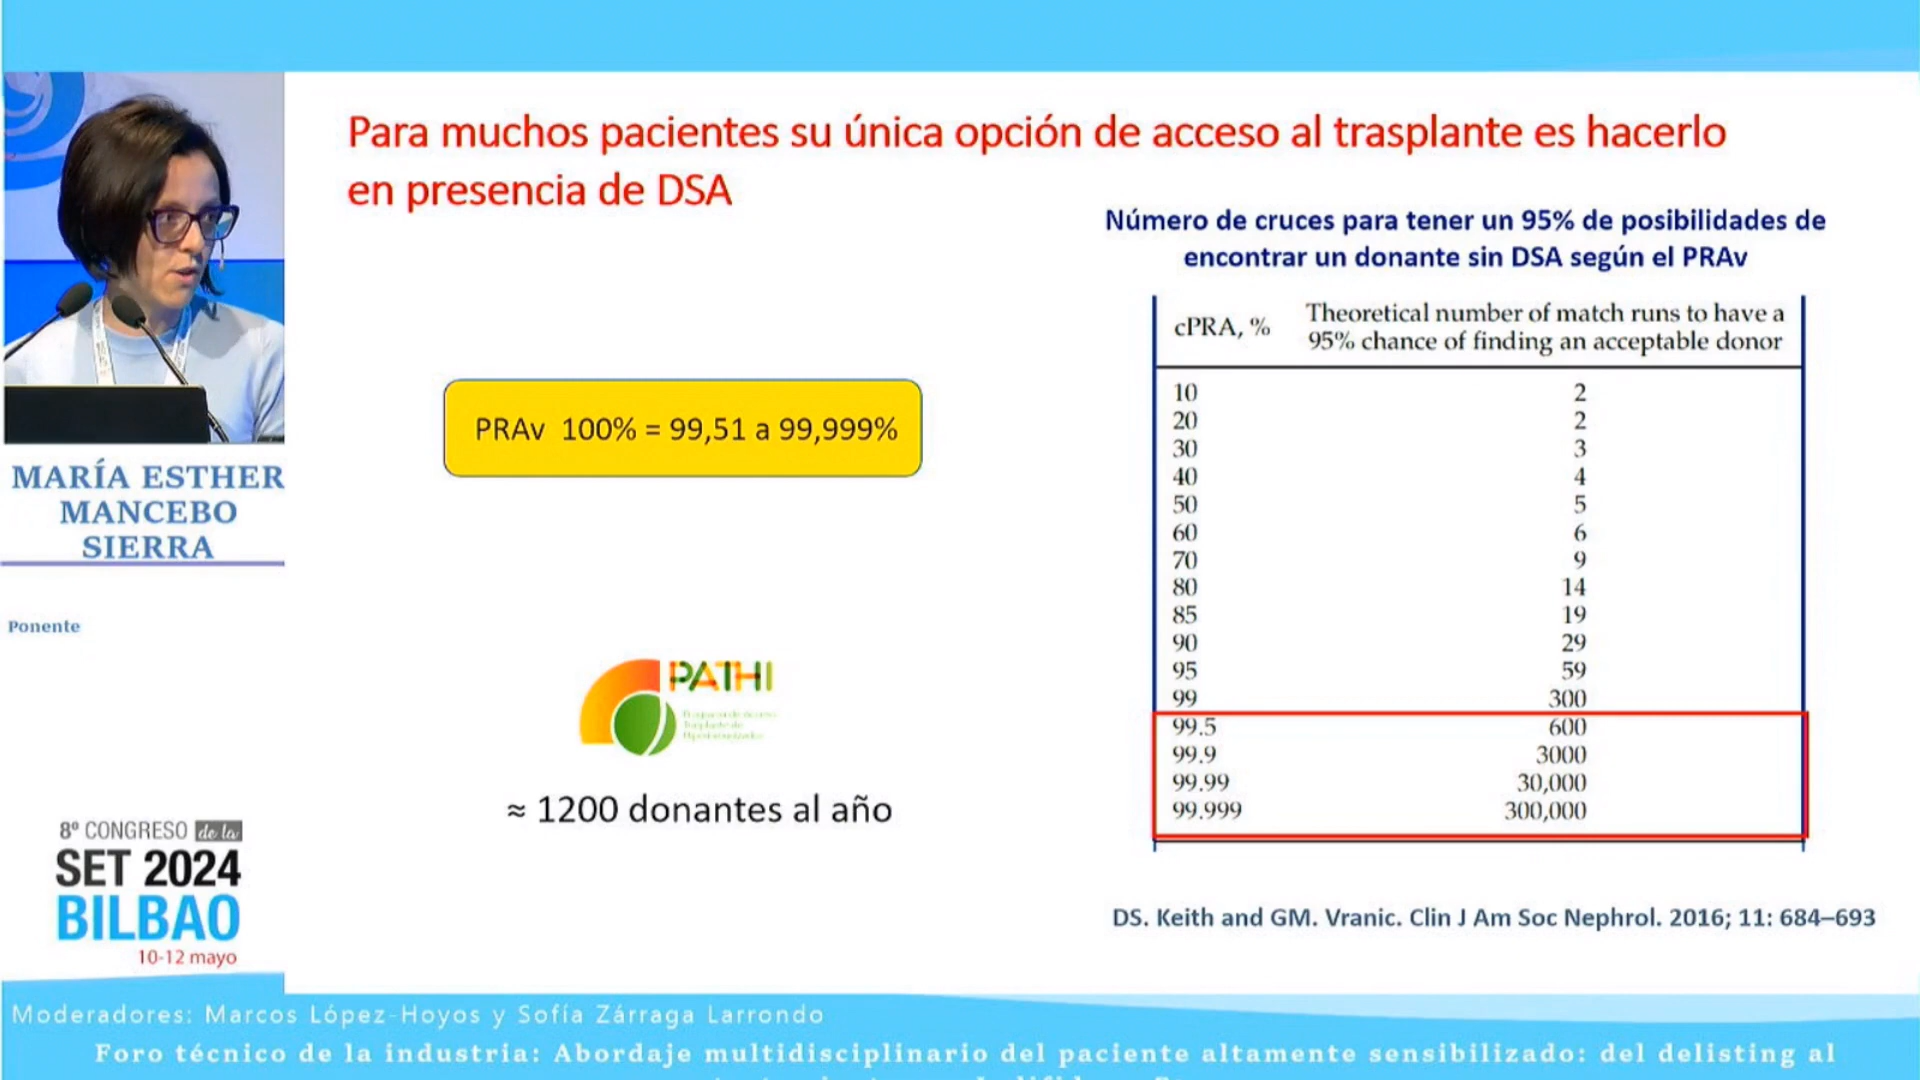 Para muchos pacientes su única opción de acceso al trasplante es hacerlo
en presencia de DSA
Número de cruces para tener un 95% de posibilidades de
encontrar un donante sin DSA según el PRAv
cPRA, %
Theoretical number of match runs to have a
95% chance of finding an acceptable donor
10 2
20 2
30 3
40 4
50 5
60 6
70 9
80 14
85 19
90 29
95 59
99 300
99.5 600
99.9 3000
99.99 30,000
99.999 300,000
DS. Keith and GM. Vranic. Clin J Am Soc Nephrol. 2016; 11: 684–693
PRAv 100% = 99,51 a 99,999%
PATHI
≈ 1200 donantes al año
MARÍA ESTHER
MANCEBO
SIERRA
Ponente
8º CONGRESO de la
SET 2024
BILBAO
10-12 mayo
Moderadores: Marcos López-Hoyos y Sofía Zárraga Larrondo
Foro técnico de la industria: Abordaje multidisciplinario del paciente altamente sensibilizado: del delisting al